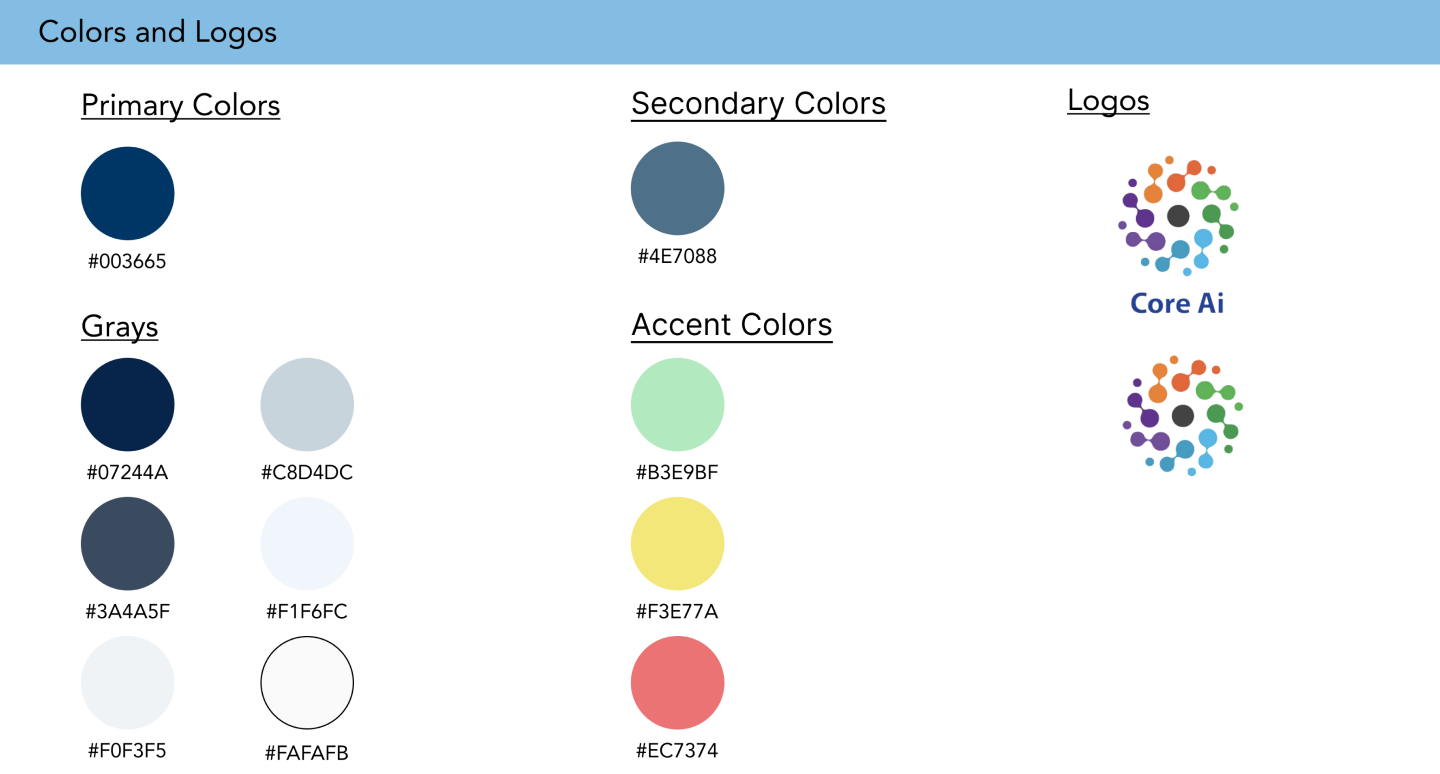 Colors and Logos
Primary Colors
#003665
Grays
#07244A
#C8D4DC
#3A4A5F
#F1F6FC
#F0F3F5
#FAFAFB
Secondary Colors
#4E7088
Accent Colors
#B3E9BF
#F3E77A
#EC7374
Logos
Core Ai